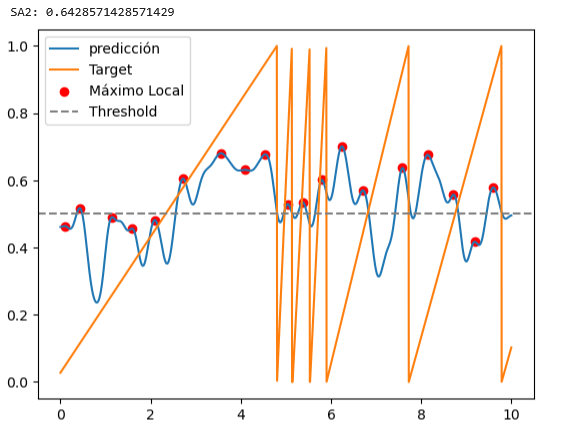 SA2: 0.6428571428571429
predicción
Target
Máximo Local
Threshold
1.0
0.8
0.6
0.4
0.2
0.0
0 2 4 6 8 10